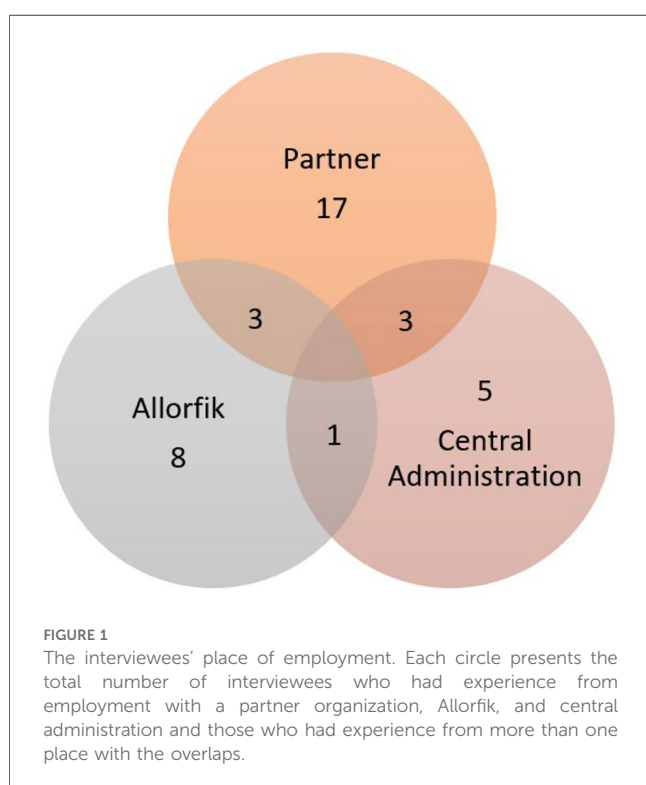 Partner
17
3
3
Allorfik
8
1
5
Central
Administration
FIGURE 1
The interviewees’ place of employment. Each circle presents the
total number of interviewees who had experience from
employment with a partner organization, Allorfik, and central
administration and those who had experience from more than one
place with the overlaps.